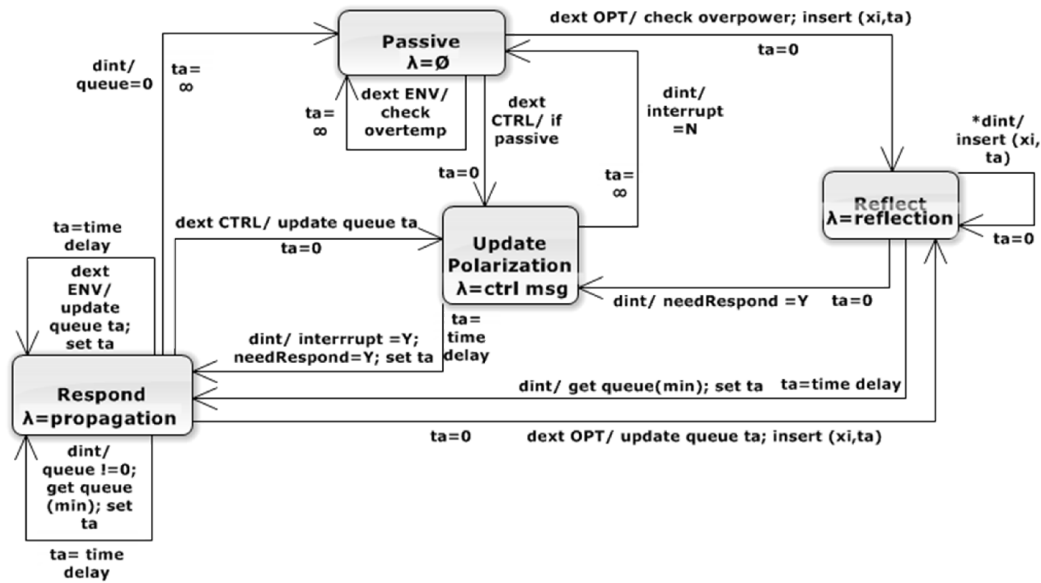 dext OPT/ check overpower; insert (xi,ta)
ta=0
Passive
λ=Ø
dint/
queue=0
ta=
∞
dext ENV/
check
overtemp
ta=
∞
dext
CTRL/ if
passive
ta=0
dint/
interrupt
=N
ta=
∞
*dint/
insert (xi,
ta)
ta=0
Reflect
λ=reflection
dext CTRL/ update queue ta
ta=0
Update
Polarization
λ=ctrl msg
ta=time
delay
dext
ENV/
update
queue ta;
set ta
dint/ needRespond =Y ta=0
dint/ interrrupt =Y;
needRespond=Y; set ta
ta=
time
delay
Respond
λ=propagation
dint/ get queue(min); set ta ta=time delay
ta=0 dext OPT/ update queue ta; insert (xi,ta)
dint/
queue !=0;
get queue
(min); set
ta
ta= time
delay